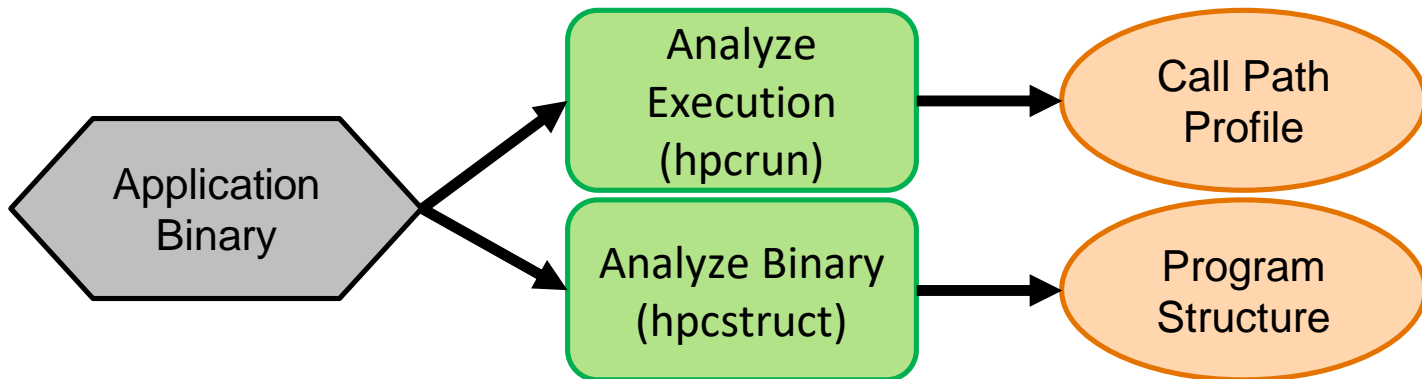 Application
Binary
Analyze
Execution
(hpcrun)
Call Path
Profile
Analyze Binary
(hpcstruct)
Program
Structure